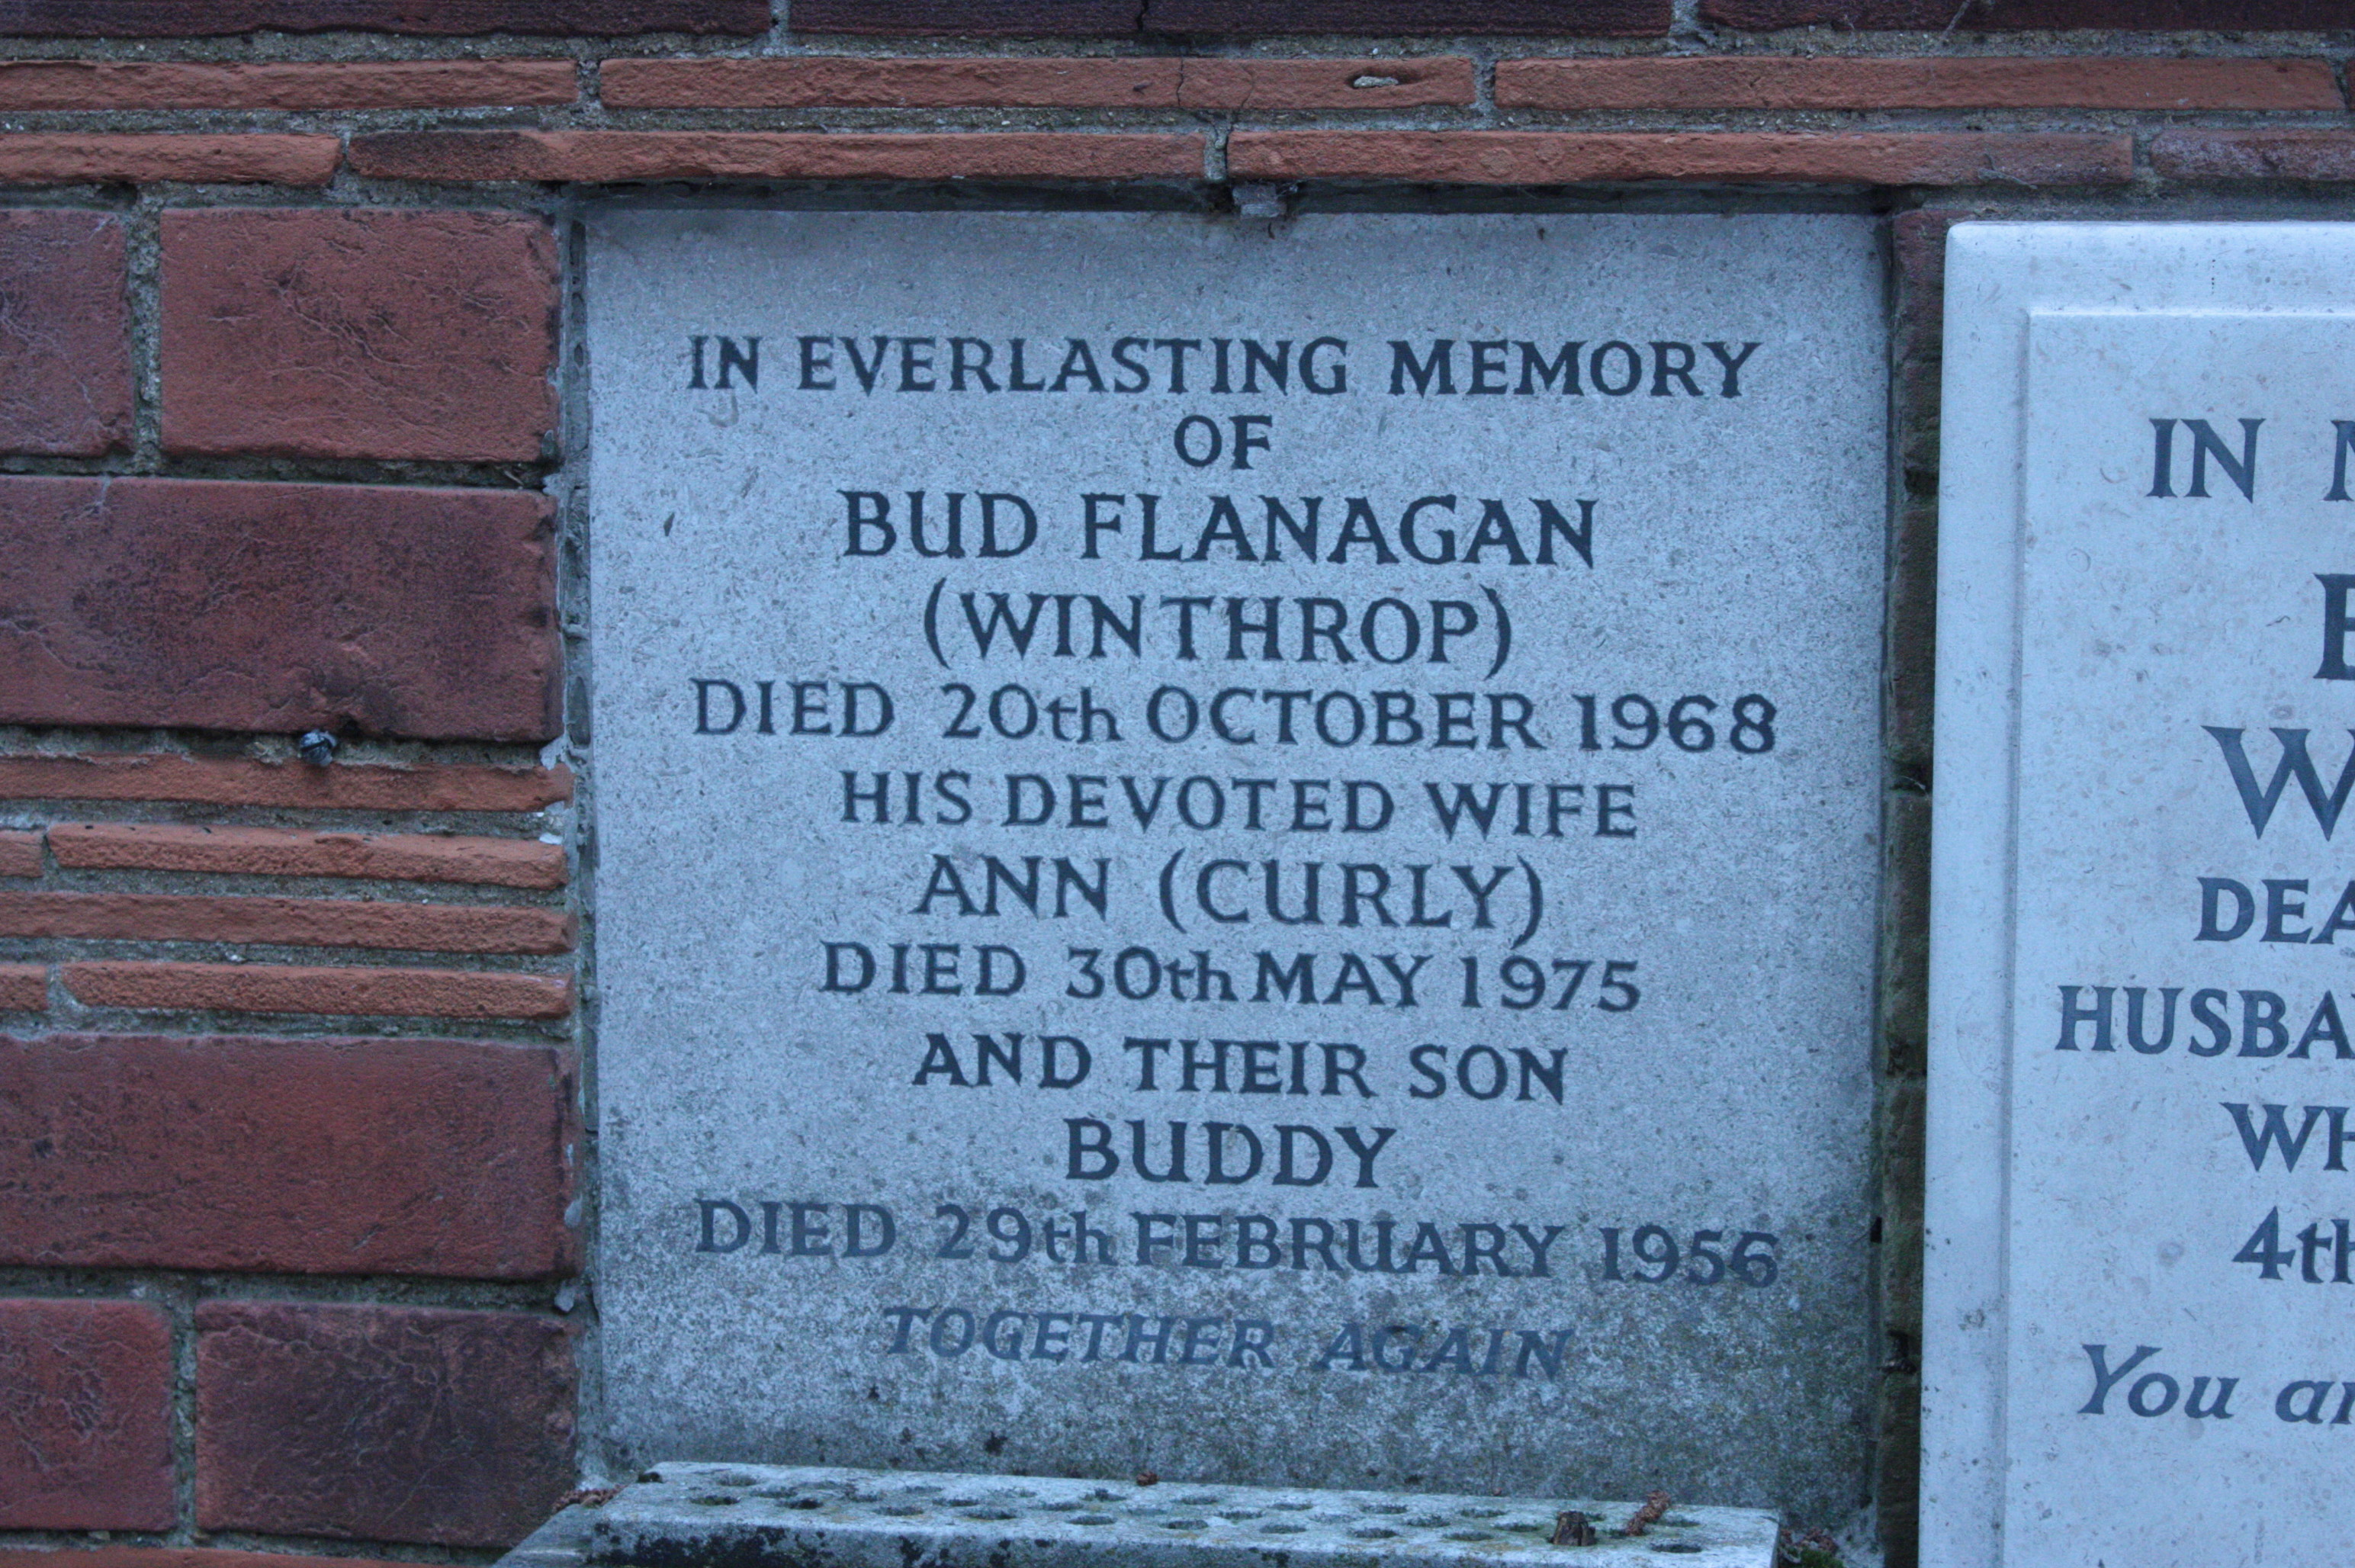 IN EVERLASTING MEMORY
OF
BUD FLANAGAN
(WINTHROP)
DIED 20th OCTOBER 1968
HIS DEVOTED WIFE
ANN (CURLY)
DIED 30th MAY 1975
AND THEIR SON
BUDDY
DIED 29th FEBRUARY 1956
TOGETHER AGAIN
IN
4th
You